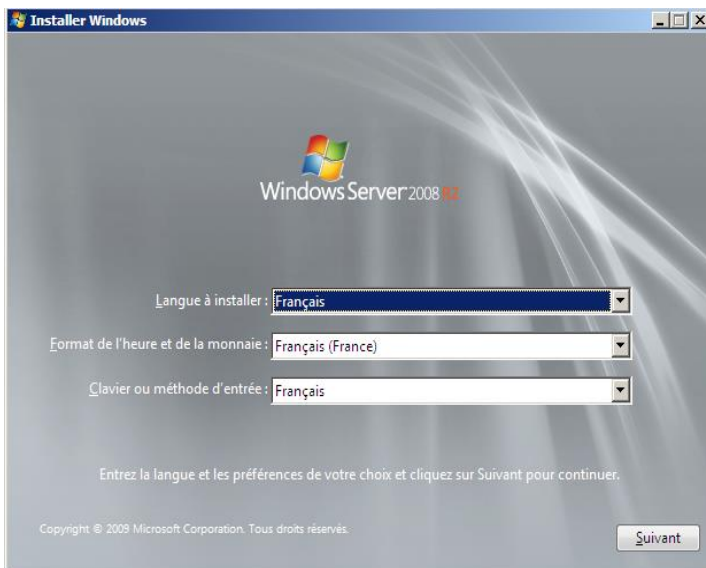 Installer Windows
Windows Server 2008 R2
Langue à installer : Français
Format de l'heure et de la monnaie : Français (France)
Clavier ou méthode d'entrée : Français
Entrez la langue et les préférences de votre choix et cliquez sur Suivant pour continuer.
Copyright © 2009 Microsoft Corporation. Tous droits réservés.
Suivant